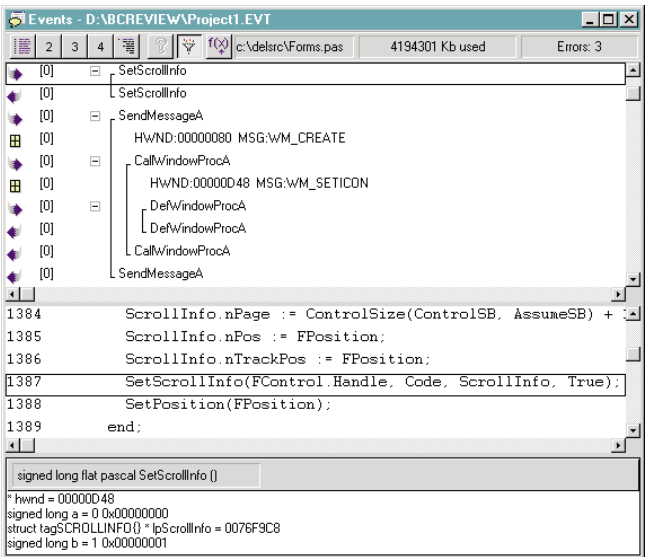 Events - D:\BCREVIEW\Project1.EVT
2 3 4 f(x) c:\delsrc\Forms.pas 4194301 Kb used Errors: 3
[0] SetScrollInfo
[0] SetScrollInfo
[0] SendMessageA
[0] HWND:00000080 MSG:WM_CREATE
[0] CallWindowProcA
[0] HWND:00000D48 MSG:WM_SETICON
[0] DefWindowProcA
[0] DefWindowProcA
[0] CallWindowProcA
[0] SendMessageA
1384 ScrollInfo.nPage := ControlSize(ControlSB, AssumeSB) +
1385 ScrollInfo.nPos := FPosition;
1386 ScrollInfo.nTrackPos := FPosition;
1387 SetScrollInfo(FControl.Handle, Code, ScrollInfo, True);
1388 SetPosition(FPosition);
1389 end;
signed long flat pascal SetScrollInfo ()
* hwnd = 00000D48
signed long a = 0 0x00000000
struct tagSCROLLINFO{} * lpScrollInfo = 0076F9C8
signed long b = 1 0x00000001